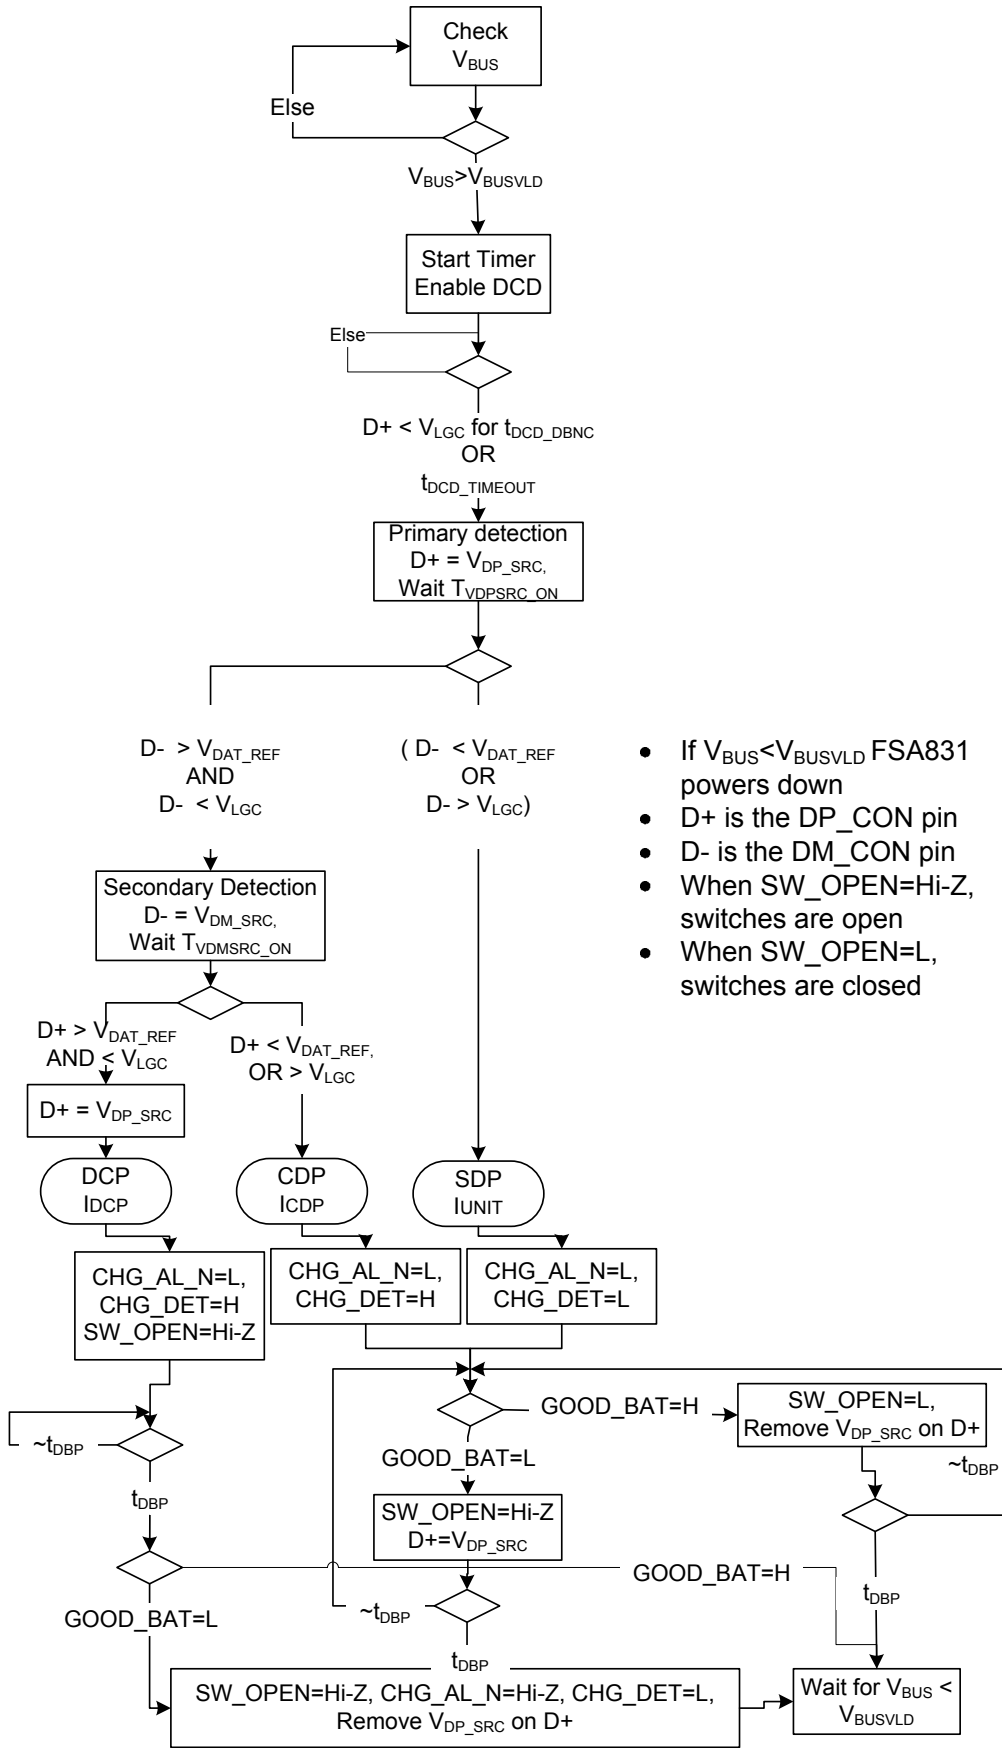 Check
VBUS
Else
VBUS>VBUSVLD
Start Timer
Enable DCD
Else
D+ < VLGC for tDCD_DBNC
OR
tDCD_TIMEOUT
Primary detection
D+ = VDP_SRC,
Wait TVDPSRC_ON
D- > VDAT_REF
AND
D- < VLGC
( D- < VDAT_REF
OR
D- > VLGC)
• If VBUS<VBUSVLD FSA831
powers down
• D+ is the DP_CON pin
• D- is the DM_CON pin
• When SW_OPEN=Hi-Z,
switches are open
• When SW_OPEN=L,
switches are closed
Secondary Detection
D- = VDM_SRC,
Wait TVDMSRC_ON
D+ > VDAT_REF
AND < VLGC
D+ < VDAT_REF,
OR > VLGC
D+ = VDP_SRC
DCP
IDCP
CDP
ICDP
SDP
IUNIT
CHG_AL_N=L,
CHG_DET=H
SW_OPEN=Hi-Z
CHG_AL_N=L,
CHG_DET=H
CHG_AL_N=L,
CHG_DET=L
GOOD_BAT=H
SW_OPEN=L,
Remove VDP_SRC on D+
~tDBP
GOOD_BAT=L
~tDBP
tDBP
SW_OPEN=Hi-Z
D+=VDP_SRC
GOOD_BAT=H
tDBP
~tDBP
GOOD_BAT=L
tDBP
SW_OPEN=Hi-Z, CHG_AL_N=Hi-Z, CHG_DET=L,
Remove VDP_SRC on D+
Wait for VBUS <
VBUSVLD